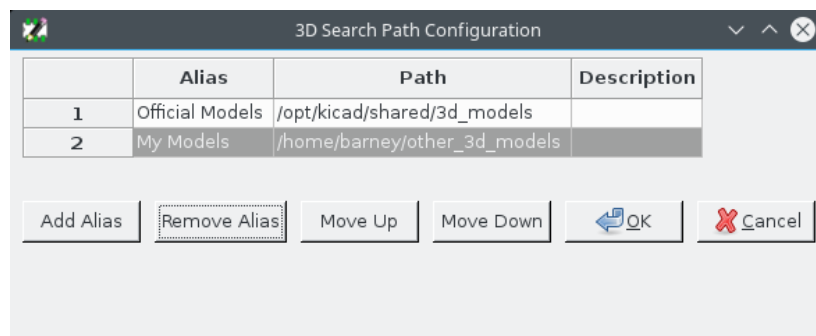 3D Search Path Configuration
Alias Path Description
1 Official Models /opt/kicad/shared/3d_models
2 My Models /home/barney/other_3d_models
Add Alias Remove Alias Move Up Move Down OK Cancel